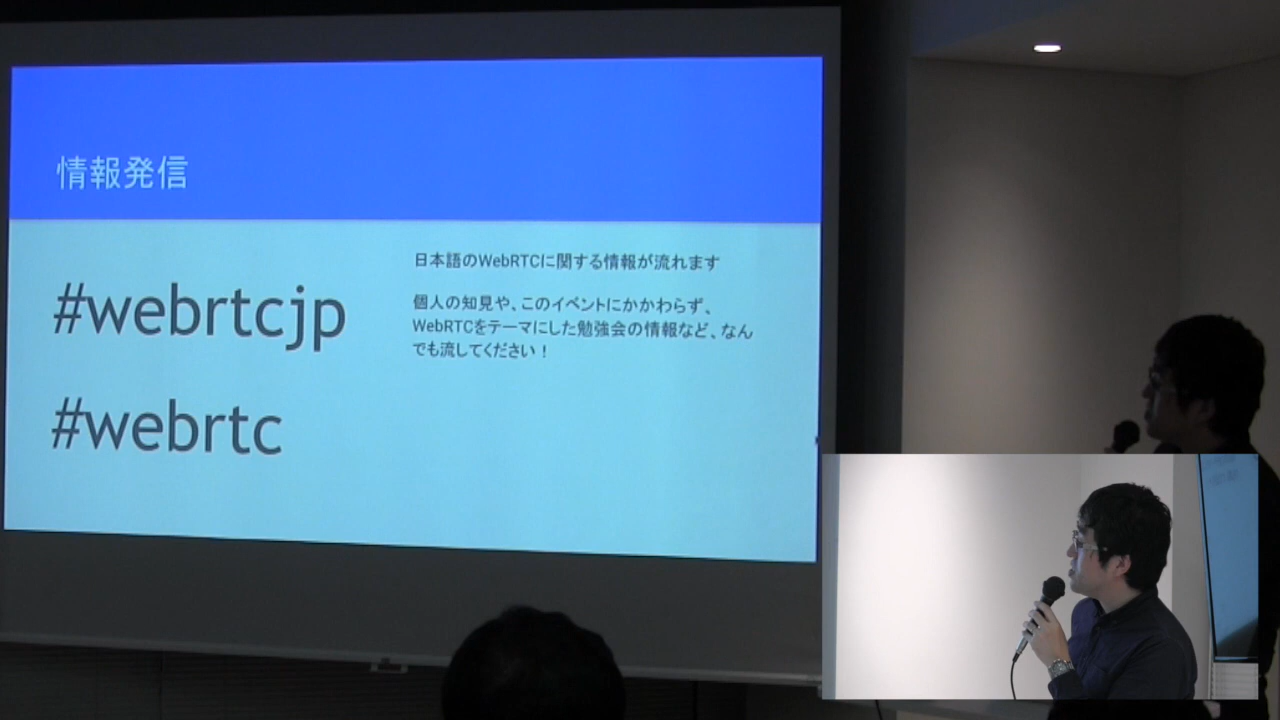 情報発信
#webrtcjp
#webrtc
日本語のWebRTCに関する情報が流れます
個人の知見や、このイベントにかかわらず、
WebRTCをテーマにした勉強会の情報など、なん
でも流してください！